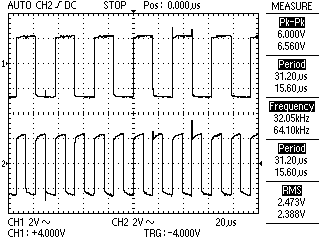 AUTO CH2 ∫ DC STOP Pos: 0.000µs MEASURE
Pk-Pk
6.000V
6.560V
1
Period
31.20µs
15.60µs
Frequency
32.05kHz
64.10kHz
Period
31.20µs
15.60µs
2
RMS
2.473V
2.388V
CH1 2V ~ CH2 2V ~ 20µs
CH1: +4.000V TRG: -4.000V